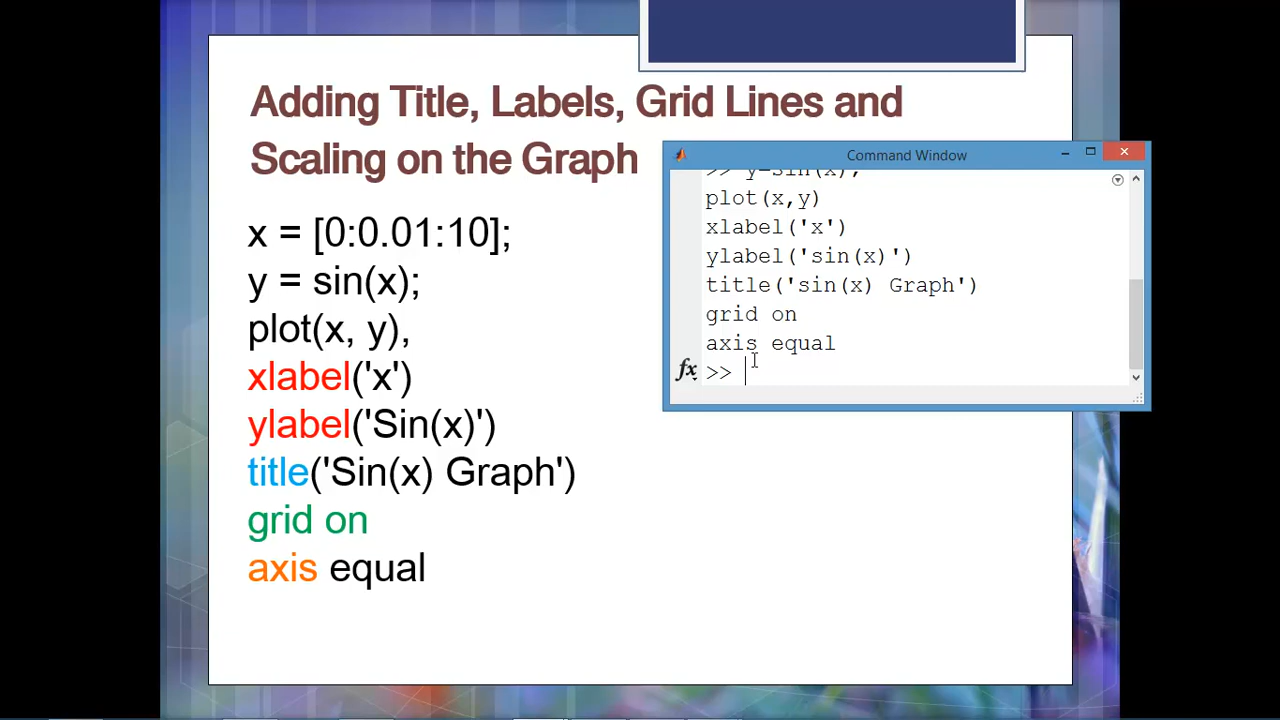 Adding Title, Labels, Grid Lines and
Scaling on the Graph
x = [0:0.01:10];
y = sin(x);
plot(x, y),
xlabel('x')
ylabel('Sin(x)')
title('Sin(x) Graph')
grid on
axis equal
Command Window
>> y=sin(x);
plot(x,y)
xlabel('x')
ylabel('sin(x)')
title('sin(x) Graph')
grid on
axis equal
fx >>